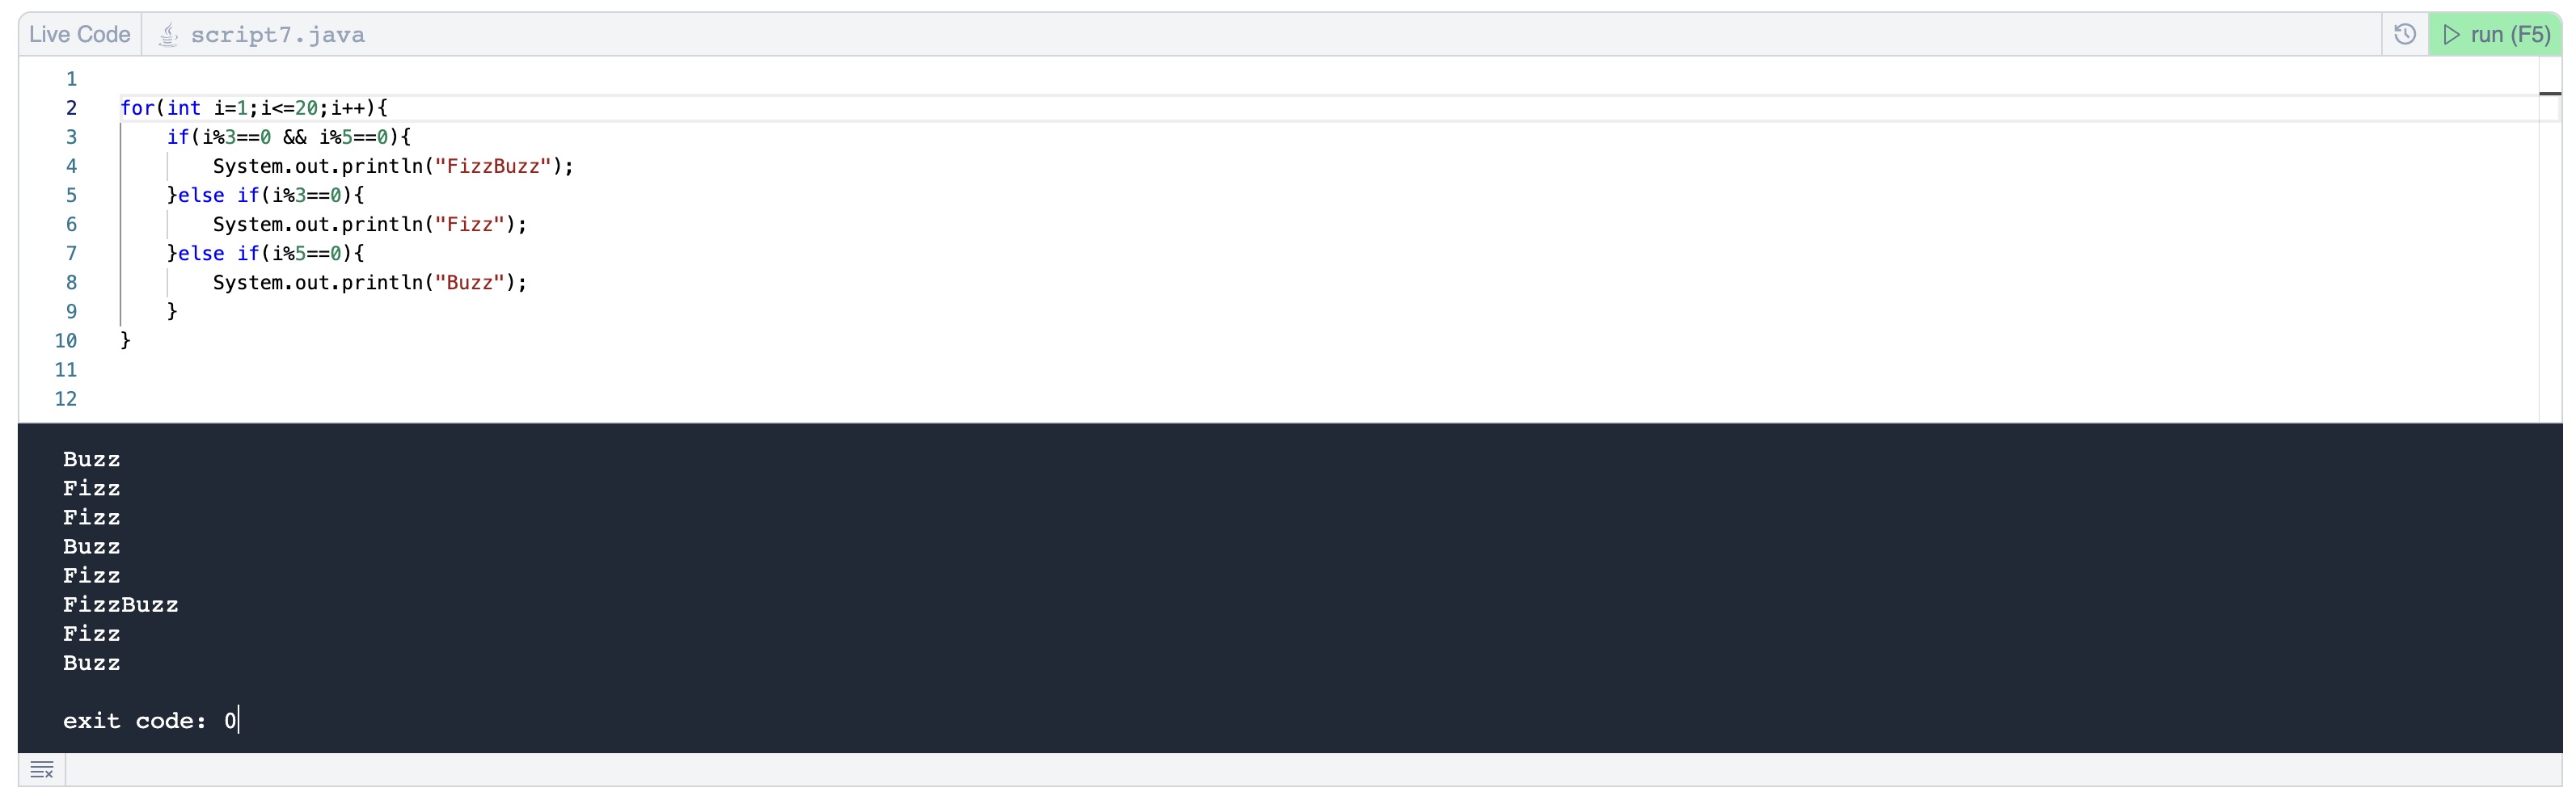 Live Code script7.java run (F5)
1
2 for(int i=1;i<=20;i++){
3     if(i%3==0 && i%5==0){
4         System.out.println("FizzBuzz");
5     }else if(i%3==0){
6         System.out.println("Fizz");
7     }else if(i%5==0){
8         System.out.println("Buzz");
9     }
10 }
11
12
Buzz
Fizz
Fizz
Buzz
Fizz
FizzBuzz
Fizz
Buzz
exit code: 0